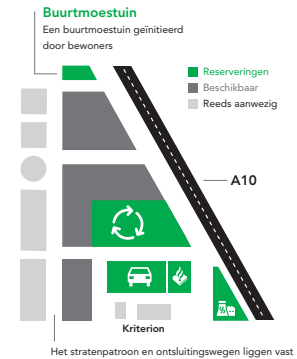 Buurtmoestuin
Een buurtmoestuin geïnitieerd
door bewoners
Reserveringen
Beschikbaar
Reeds aanwezig
A10
Kriterion
Het stratenpatroon en ontsluitingswegen liggen vast